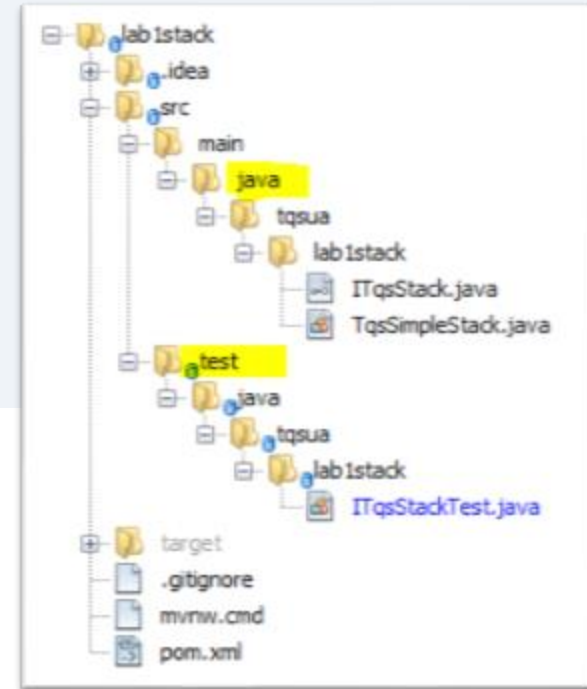 lab1stack
.idea
src
main
java
tqsua
lab1stack
ITqsStack.java
TqsSimpleStack.java
test
java
tqsua
lab1stack
ITqsStackTest.java
target
.gitignore
mvnw.cmd
pom.xml